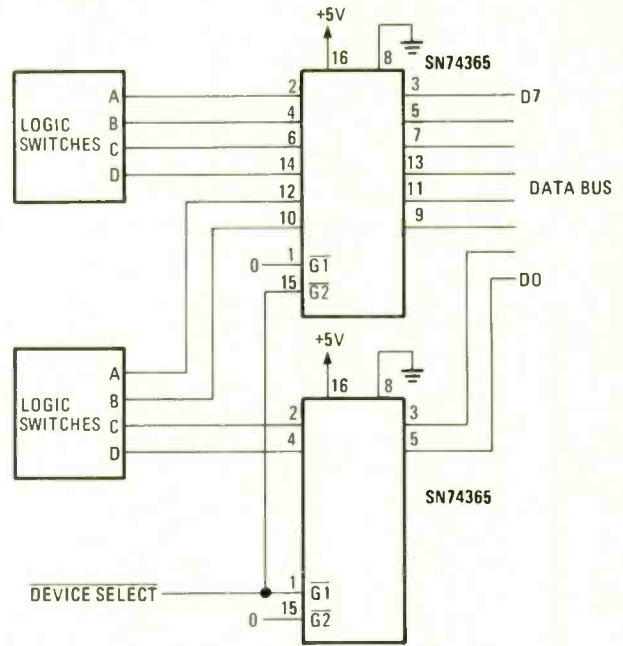 +5V
16
8
SN74365
A
B
C
D
LOGIC
SWITCHES
2
4
6
14
12
10
1
15
0
G1
G2
3
5
7
13
11
9
D7
DATA BUS
D0
+5V
16
8
A
B
C
D
LOGIC
SWITCHES
2
4
3
5
SN74365
DEVICE SELECT
1
G1
0
15
G2